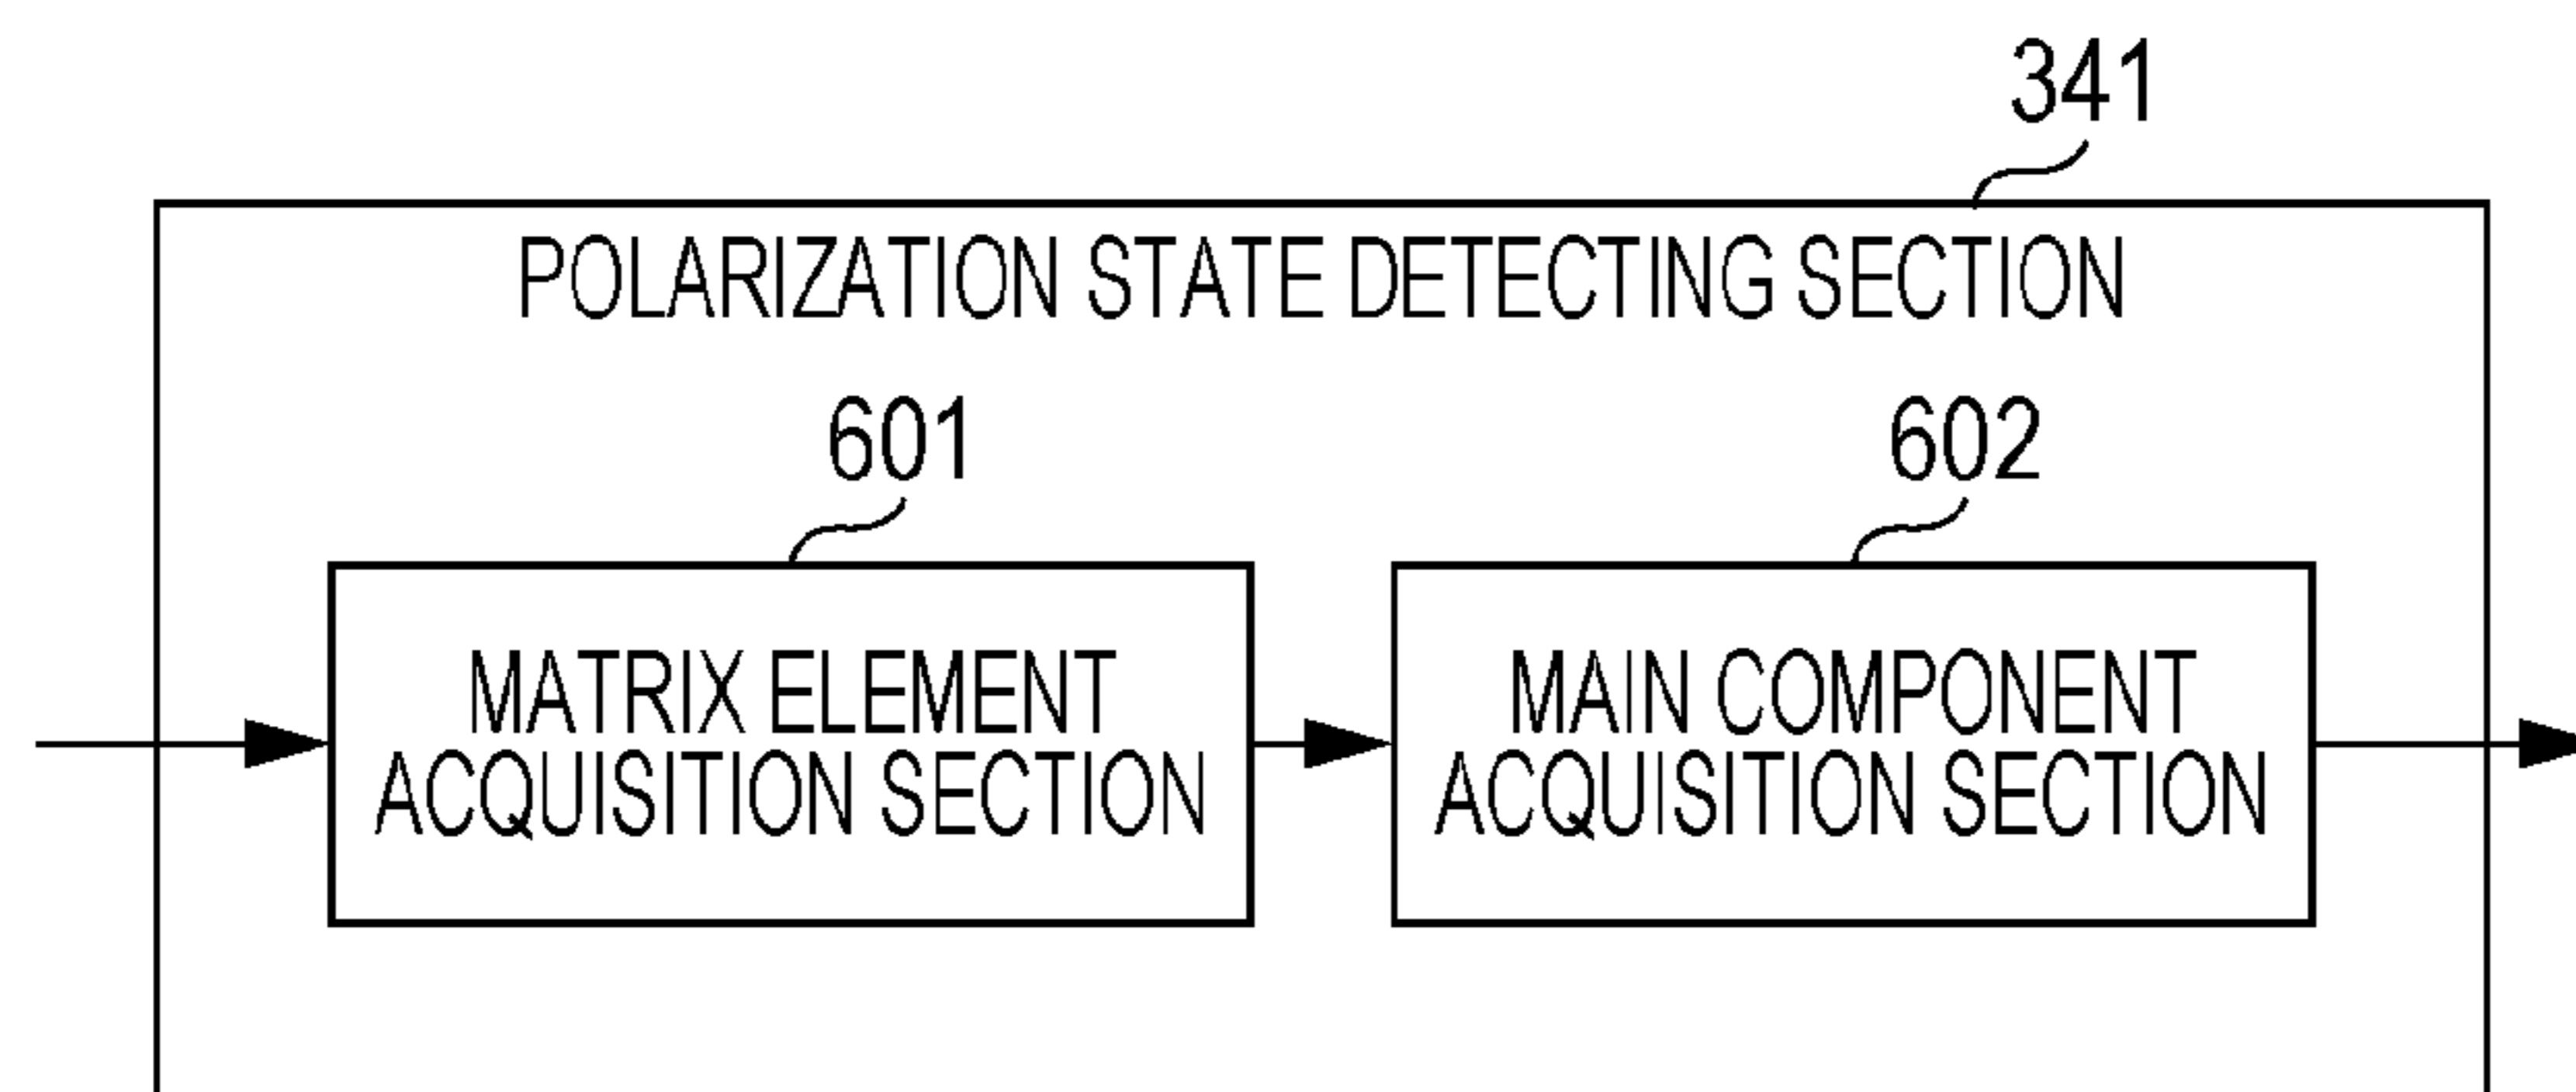 341
POLARIZATION STATE DETECTING SECTION
601
602
MATRIX ELEMENT
ACQUISITION SECTION
MAIN COMPONENT
ACQUISITION SECTION